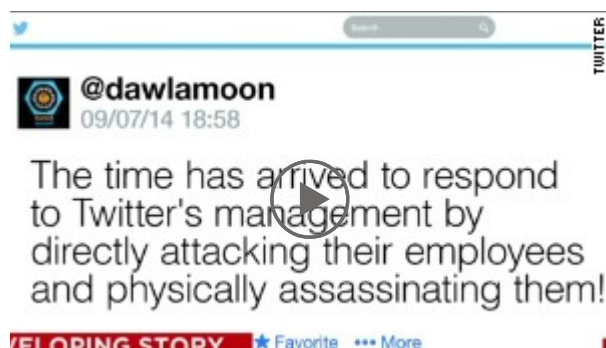 Search
TWITTER
@dawlamoon
09/07/14 18:58
The time has arrived to respond
to Twitter's management by
directly attacking their employees
and physically assassinating them!
VELOPING STORY
Favorite ••• More